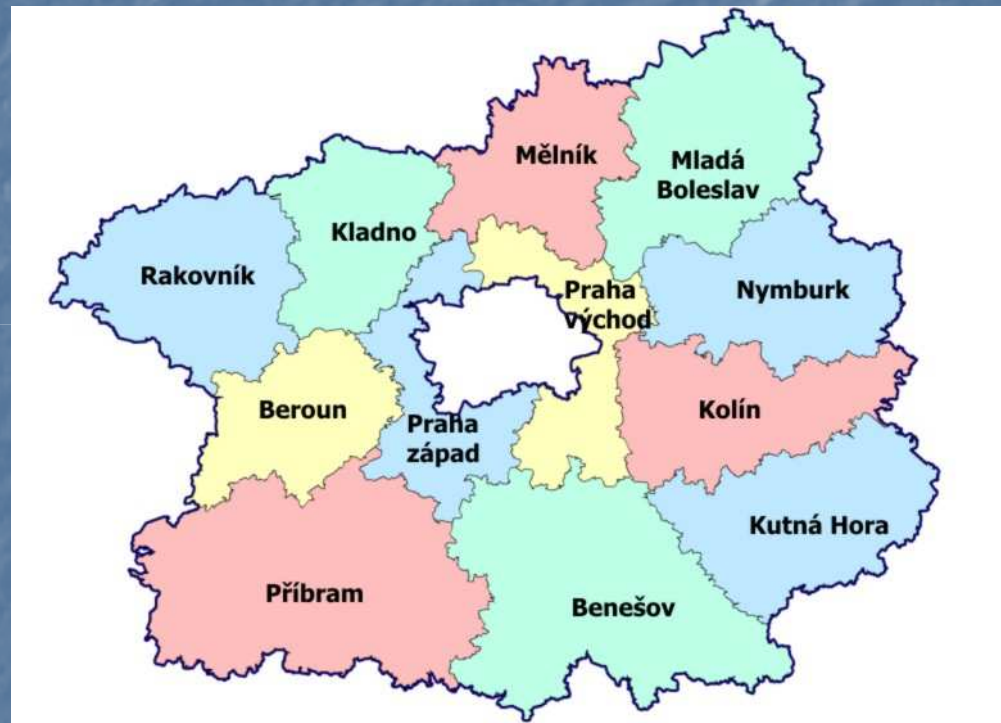 Mělník
Mladá
Boleslav
Kladno
Rakovník
Praha
východ
Nymburk
Beroun
Praha
západ
Kolín
Kutná Hora
Příbram
Benešov